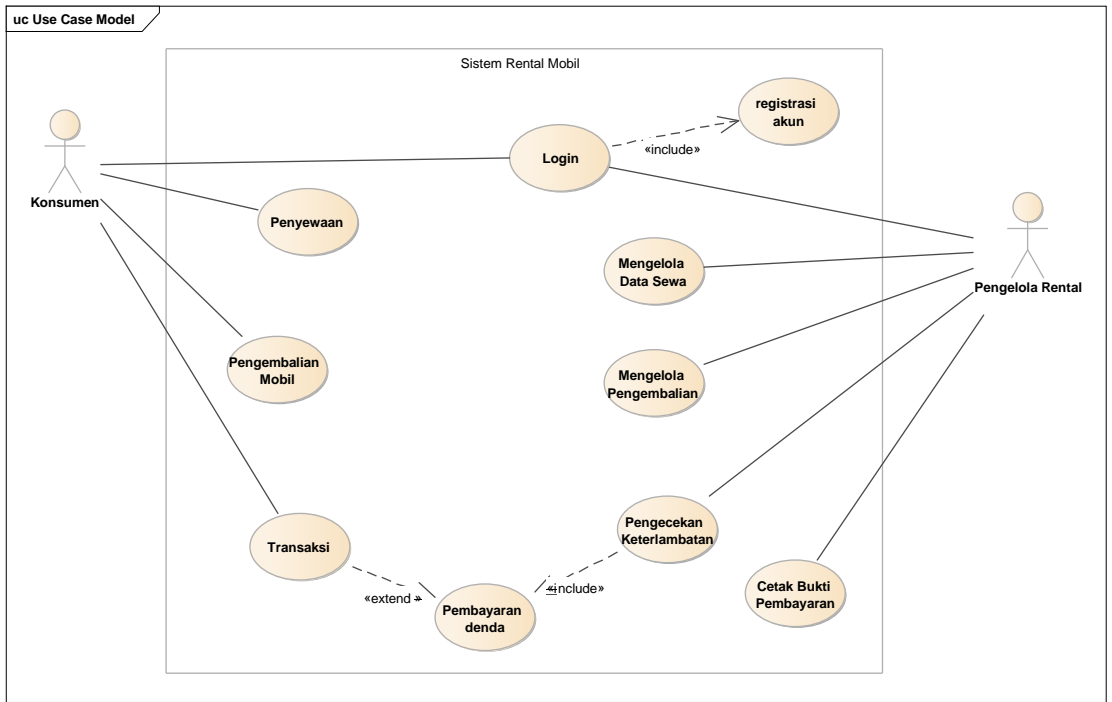 uc Use Case Model
Sistem Rental Mobil
registrasi
akun
Login
«include»
Konsumen
Penyewaan
Mengelola
Data Sewa
Pengelola Rental
Pengembalian
Mobil
Mengelola
Pengembalian
Pengecekan
Keterlambatan
Transaksi
«extend »
«include»
Pembayaran
denda
Cetak Bukti
Pembayaran